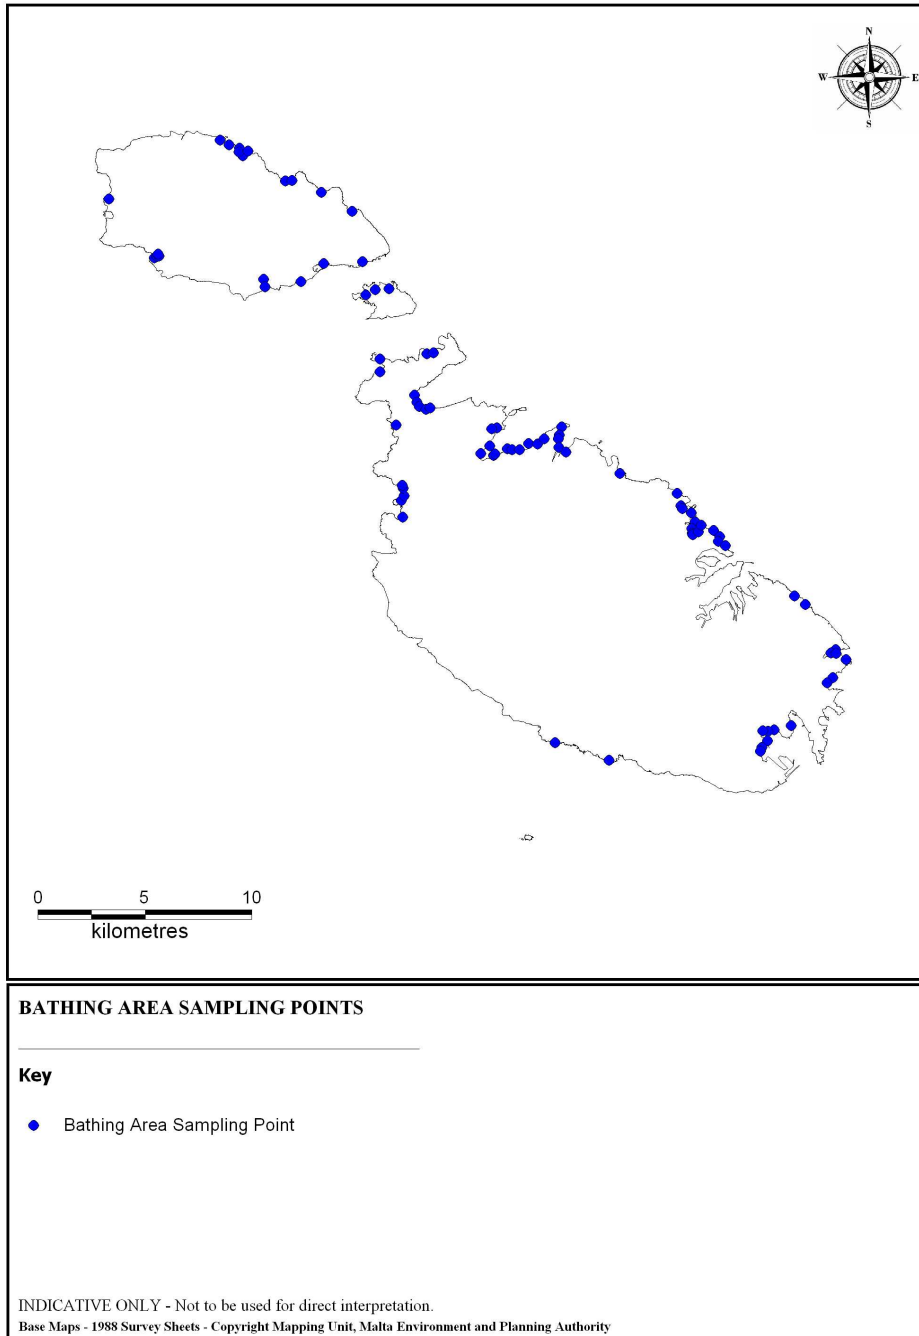 N
W E
S
0 5 10
kilometres
BATHING AREA SAMPLING POINTS
Key
Bathing Area Sampling Point
INDICATIVE ONLY - Not to be used for direct interpretation.
Base Maps - 1988 Survey Sheets - Copyright Mapping Unit, Malta Environment and Planning Authority